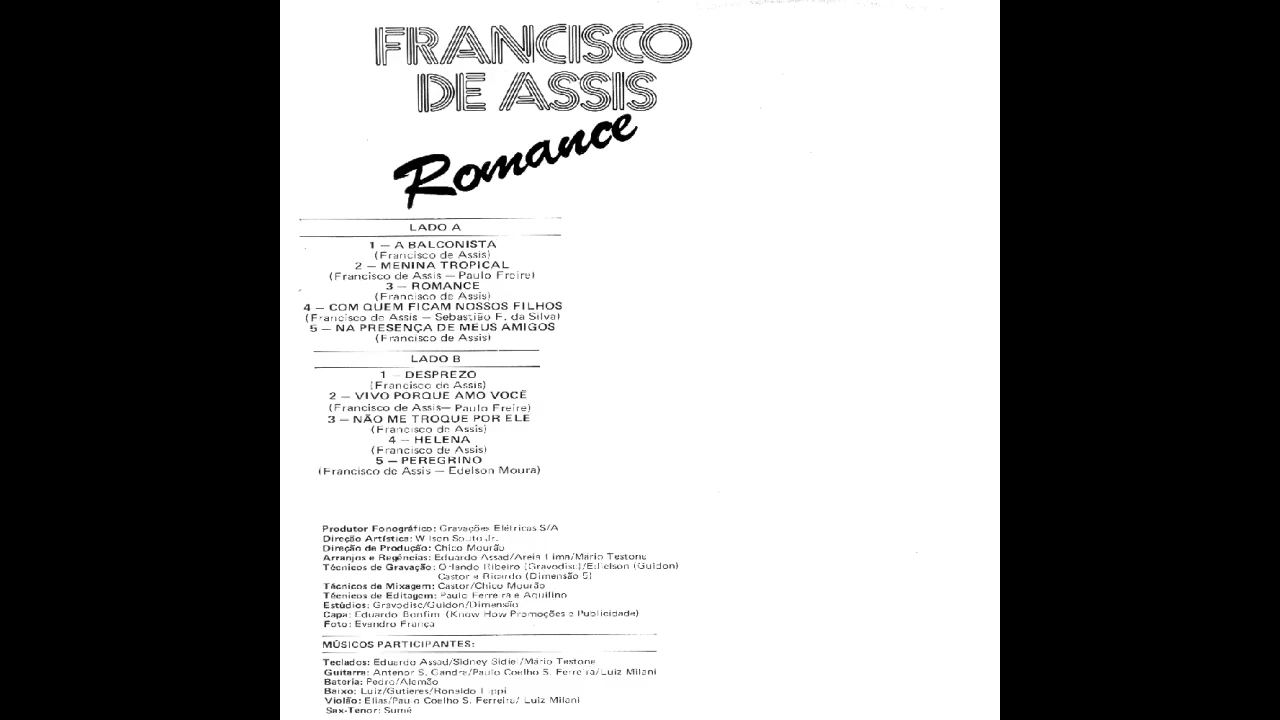 FRANCISCO
DE ASSIS
Romance
LADO A
1 — A BALCONISTA
(Francisco de Assis)
2 — MENINA TROPICAL
(Francisco de Assis — Paulo Freire)
3 — ROMANCE
(Francisco de Assis)
4 — COM QUEM FICAM NOSSOS FILHOS
(Francisco de Assis — Sebastião F. da Silva)
5 — NA PRESENÇA DE MEUS AMIGOS
(Francisco de Assis)
LADO B
1 — DESPREZO
(Francisco de Assis)
2 — VIVO PORQUE AMO VOCÊ
(Francisco de Assis— Paulo Freire)
3 — NÃO ME TROQUE POR ELE
(Francisco de Assis)
4 — HELENA
(Francisco de Assis)
5 — PEREGRINO
(Francisco de Assis — Edelson Moura)
Produtor Fonográfico: Gravações Elétricas S/A
Direção Artística: Wilson Souto Jr.
Direção de Produção: Chico Mourão
Arranjos e Regências: Eduardo Assad/Areia Lima/Mário Testone
Técnicos de Gravação: Orlando Ribeiro (Gravodisc)/Edielson (Guidon)
Castor e Ricardo (Dimensão 5)
Técnicos de Mixagem: Castor/Chico Mourão
Técnicos de Editagem: Paulo Ferreira e Aquilino
Estúdios: Gravodisc/Guidon/Dimensão
Capa: Eduardo Bonfim (Know How Promoções e Publicidade)
Foto: Evandro França
MÚSICOS PARTICIPANTES:
Teclados: Eduardo Assad/Sidney Sidiel/Mário Testone
Guitarra: Antenor S. Gandra/Paulo Coelho S. Ferreira/Luiz Milani
Bateria: Pedro/Alemão
Baixo: Luiz/Gutieres/Ronaldo Lippi
Violão: Elias/Paulo Coelho S. Ferreira/ Luiz Milani
Sax-Tenor: Sumé